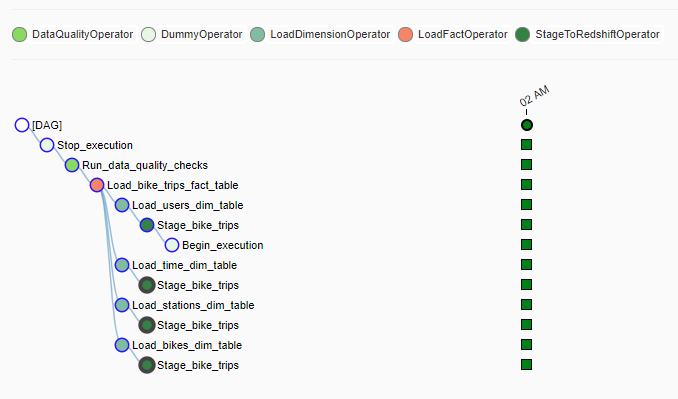 DataQualityOperator DummyOperator LoadDimensionOperator LoadFactOperator StageToRedshiftOperator
02 AM
[DAG]
Stop_execution
Run_data_quality_checks
Load_bike_trips_fact_table
Load_users_dim_table
Stage_bike_trips
Begin_execution
Load_time_dim_table
Stage_bike_trips
Load_stations_dim_table
Stage_bike_trips
Load_bikes_dim_table
Stage_bike_trips